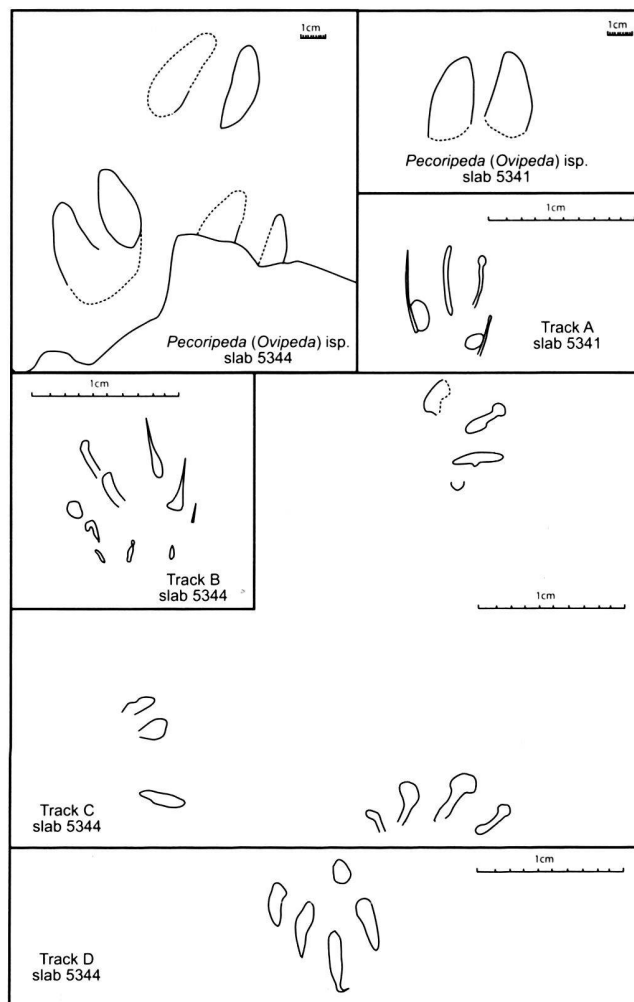 1cm
Pecoripeda (Ovipeda) isp.
slab 5344
1cm
Pecoripeda (Ovipeda) isp.
slab 5341
1cm
Track A
slab 5341
1cm
Track B
slab 5344
1cm
Track C
slab 5344
1cm
Track D
slab 5344